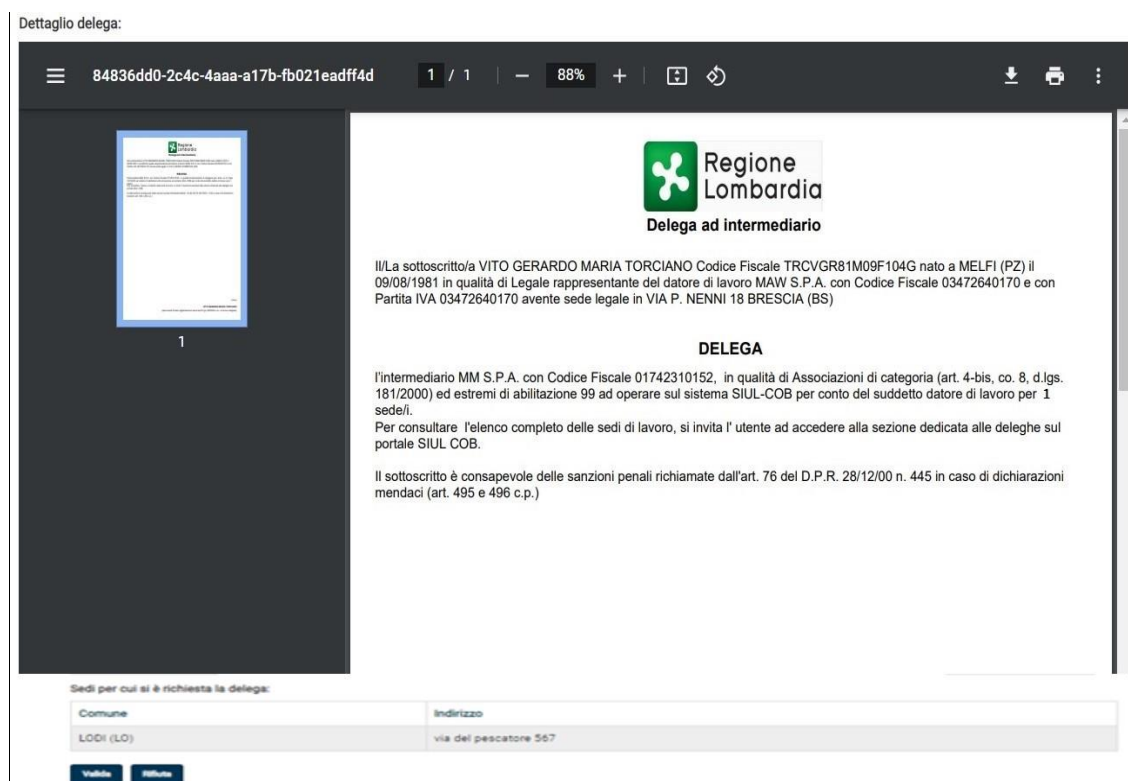 Dettaglio delega:
84836dd0-2c4c-4aaa-a17b-fb021eadff4d 1 / 1 88%
Regione
Lombardia
Delega ad intermediario
Il/La sottoscritto/a VITO GERARDO MARIA TORCIANO Codice Fiscale TRCVGR81M09F104G nato a MELFI (PZ) il
09/08/1981 in qualità di Legale rappresentante del datore di lavoro MAW S.P.A. con Codice Fiscale 03472640170 e con
Partita IVA 03472640170 avente sede legale in VIA P. NENNI 18 BRESCIA (BS)
DELEGA
l'intermediario MM S.P.A. con Codice Fiscale 01742310152, in qualità di Associazioni di categoria (art. 4-bis, co. 8, d.lgs.
181/2000) ed estremi di abilitazione 99 ad operare sul sistema SIUL-COB per conto del suddetto datore di lavoro per 1
sede/i.
Per consultare l'elenco completo delle sedi di lavoro, si invita l' utente ad accedere alla sezione dedicata alle deleghe sul
portale SIUL COB.
Il sottoscritto è consapevole delle sanzioni penali richiamate dall'art. 76 del D.P.R. 28/12/00 n. 445 in caso di dichiarazioni
mendaci (art. 495 e 496 c.p.)
1
Sedi per cui si è richiesta la delega:
Comune Indirizzo
LODI (LO) via del pescatore 567
Valida Rifiuta